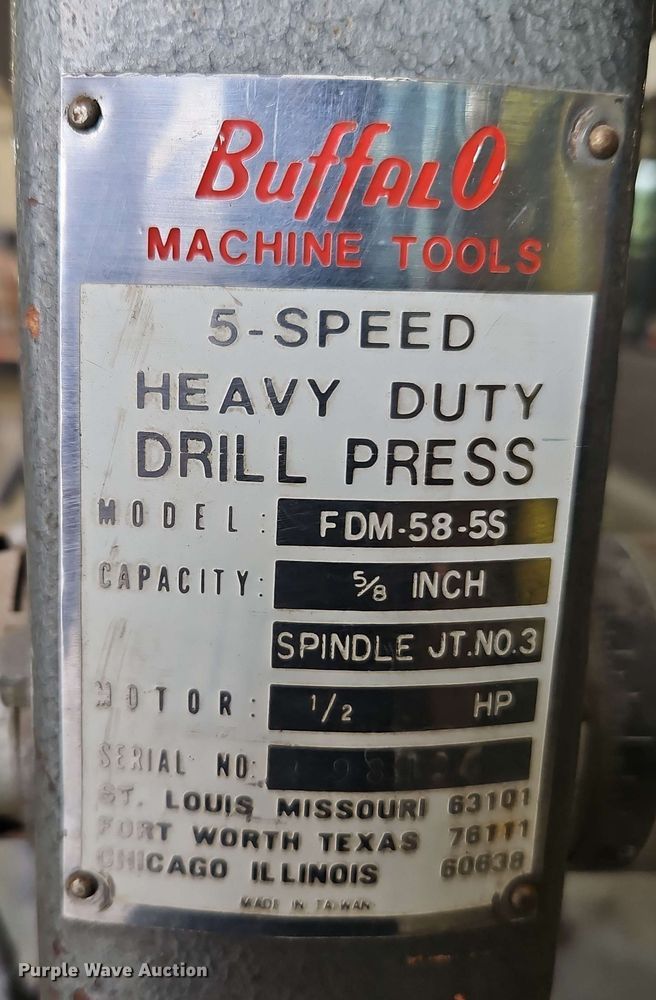 Buffalo
MACHINE TOOLS
5-SPEED
HEAVY DUTY
DRILL PRESS
MODEL: FDM-58-5S
CAPACITY: 5/8 INCH
SPINDLE JT.NO.3
MOTOR: 1/2 HP
SERIAL NO:
ST. LOUIS MISSOURI 63101
FORT WORTH TEXAS 76111
CHICAGO ILLINOIS 60638
MADE IN TAIWAN
Purple Wave Auction